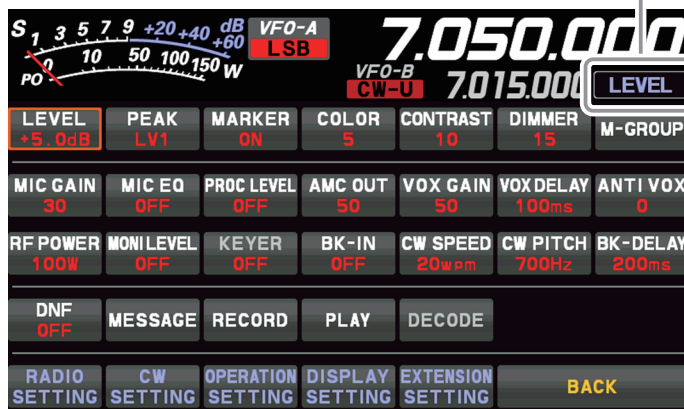 S 1 3 5 7 9 +20 +40 +60 dB
PO 0 10 50 100 150 W
VFO-A
LSB
7.050.000
VFO-B
CW-U
7.015.000
LEVEL
LEVEL PEAK MARKER COLOR CONTRAST DIMMER M-GROUP
+5.0dB LV1 ON 5 10 15
MIC GAIN MIC EQ PROC LEVEL AMC OUT VOX GAIN VOX DELAY ANTI VOX
30 OFF OFF 50 50 100ms 0
RF POWER MONI LEVEL KEYER BK-IN CW SPEED CW PITCH BK-DELAY
100W OFF OFF OFF 20wpm 700Hz 200ms
DNF MESSAGE RECORD PLAY DECODE
OFF
RADIO CW OPERATION DISPLAY EXTENSION
SETTING SETTING SETTING SETTING SETTING
BACK